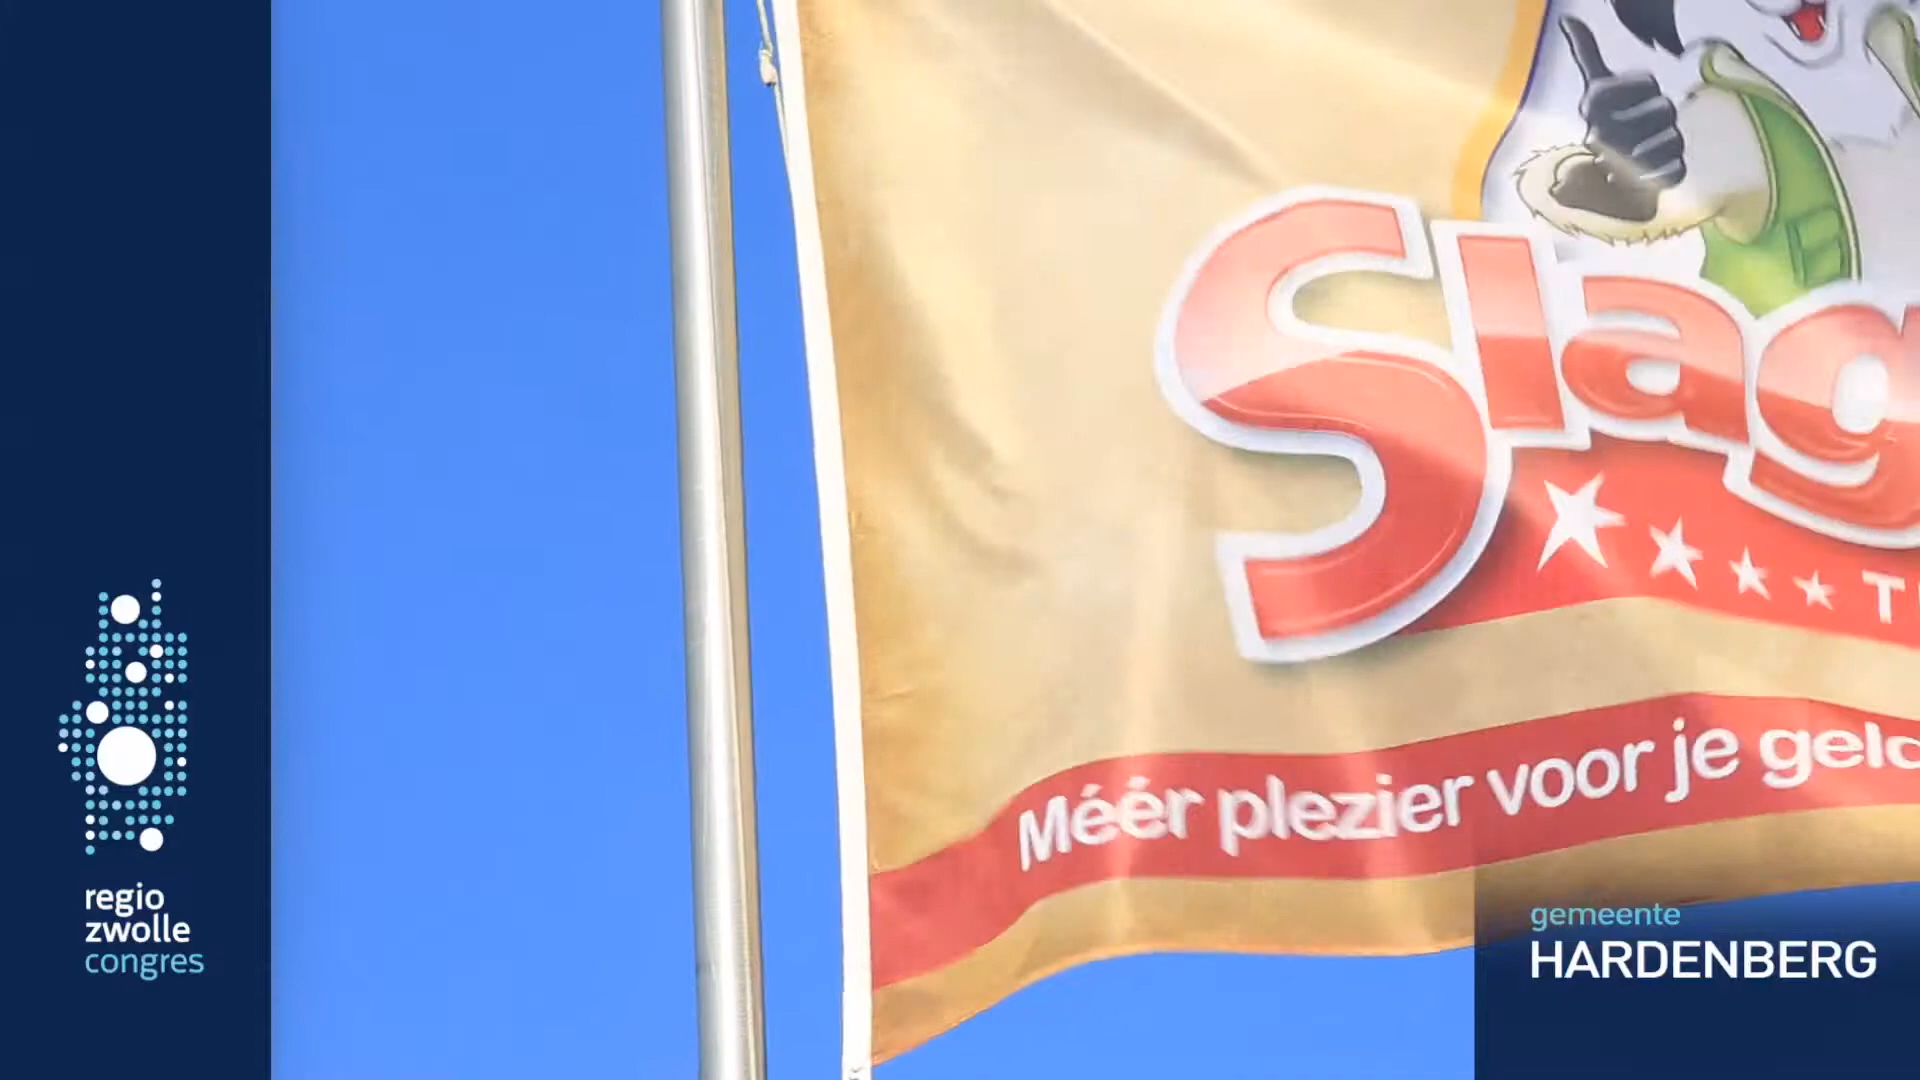 Slag
T
Méér plezier voor je geld
regio
zwolle
congres
gemeente
HARDENBERG